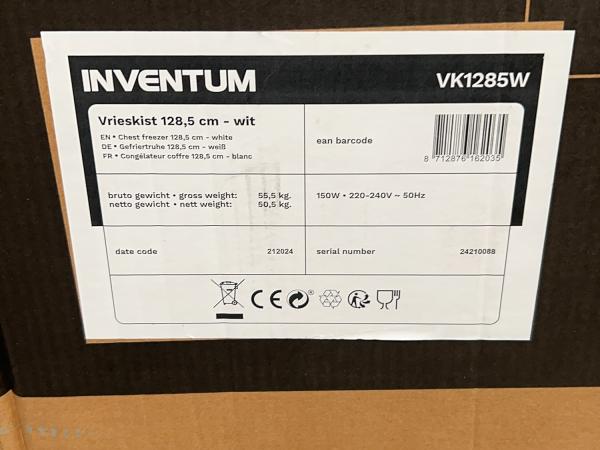 INVENTUM
VK1285W
Vrieskist 128,5 cm - wit
EN • Chest freezer 128,5 cm - white
DE • Gefriertruhe 128,5 cm - weiß
FR • Congélateur coffre 128,5 cm - blanc
ean barcode
8 712876 162035
bruto gewicht • gross weight: 55,5 kg.
netto gewicht • nett weight: 50,5 kg.
150W • 220-240V ~ 50Hz
date code 212024
serial number 24210088
CE